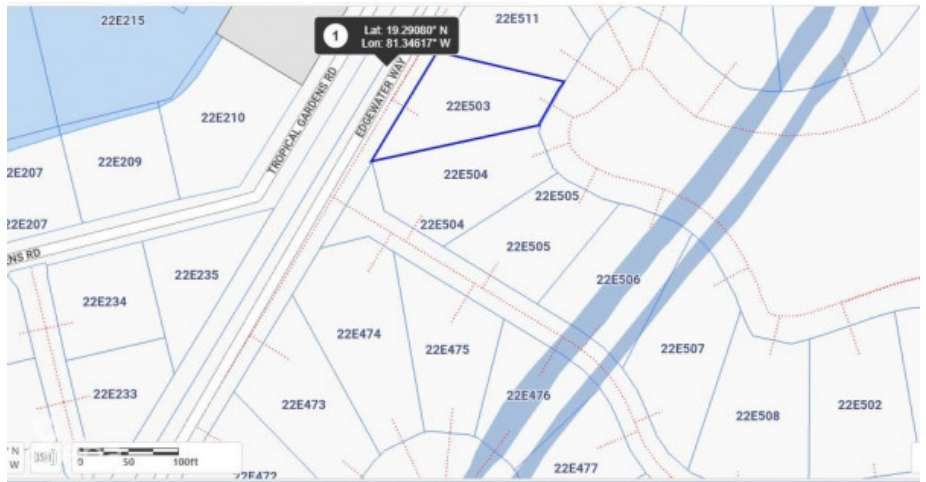 22E215
1
Lat: 19.29080° N
Lon: 81.34617° W
22E511
TROPICAL GARDENS RD
EDGEWATER WAY
22E503
22E210
22E209
22E207
22E504
22E505
22E207
22E504
22E505
ENS RD
22E235
22E506
22E234
22E474
22E475
22E507
22E233
22E473
22E476
22E508
22E502
22E472
22E477
° N
W
0
50
100ft